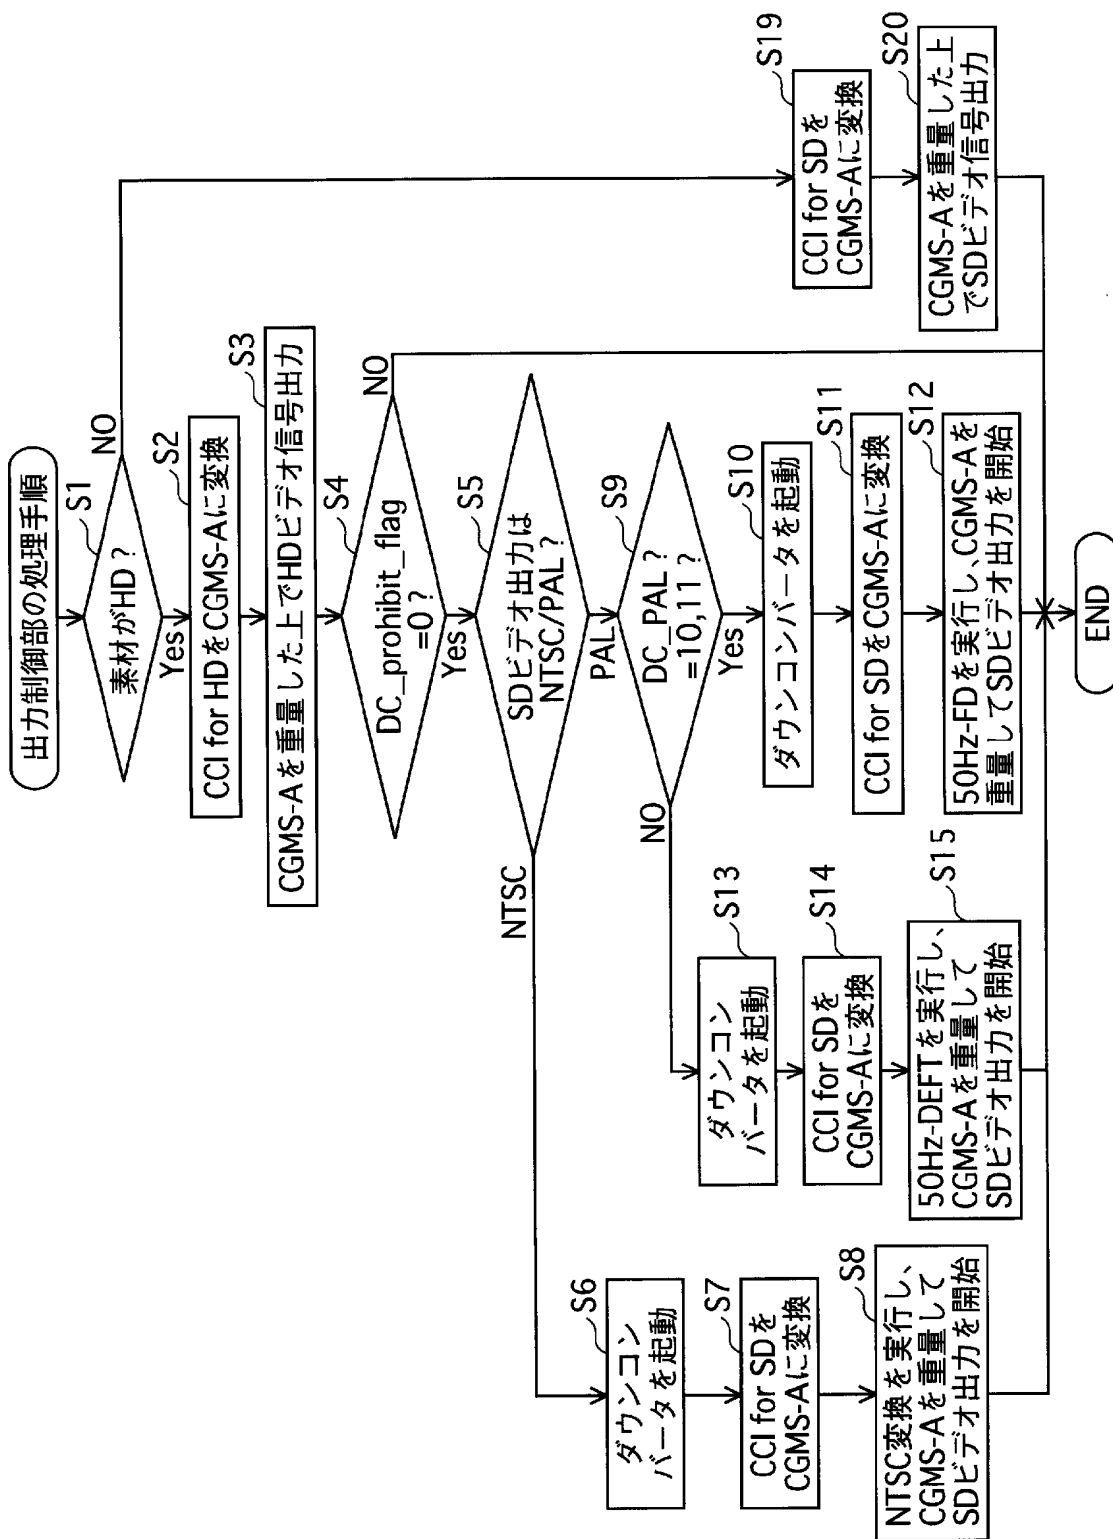 出力制御部の処理手順
S1
素材がHD?
NO
Yes
S2
CCI for HDをCGMS-Aに変換
S3
CGMS-Aを重量した上でHDビデオ信号出力
S4
DC_prohibit_flag
=0?
NO
Yes
S5
SDビデオ出力は
NTSC/PAL?
NTSC
PAL
S9
DC_PAL?
=10,11?
NO
Yes
S10
ダウンコンバータを起動
S11
CCI for SDをCGMS-Aに変換
S12
50Hz-FDを実行し、CGMS-Aを
重量してSDビデオ出力を開始
S6
ダウンコン
バータを起動
S7
CCI for SDを
CGMS-Aに変換
S8
NTSC変換を実行し、
CGMS-Aを重量して
SDビデオ出力を開始
S13
ダウンコン
バータを起動
S14
CCI for SDを
CGMS-Aに変換
S15
50Hz-DEFTを実行し、
CGMS-Aを重量して
SDビデオ出力を開始
S19
CCI for SDを
CGMS-Aに変換
S20
CGMS-Aを重量した上
でSDビデオ信号出力
END